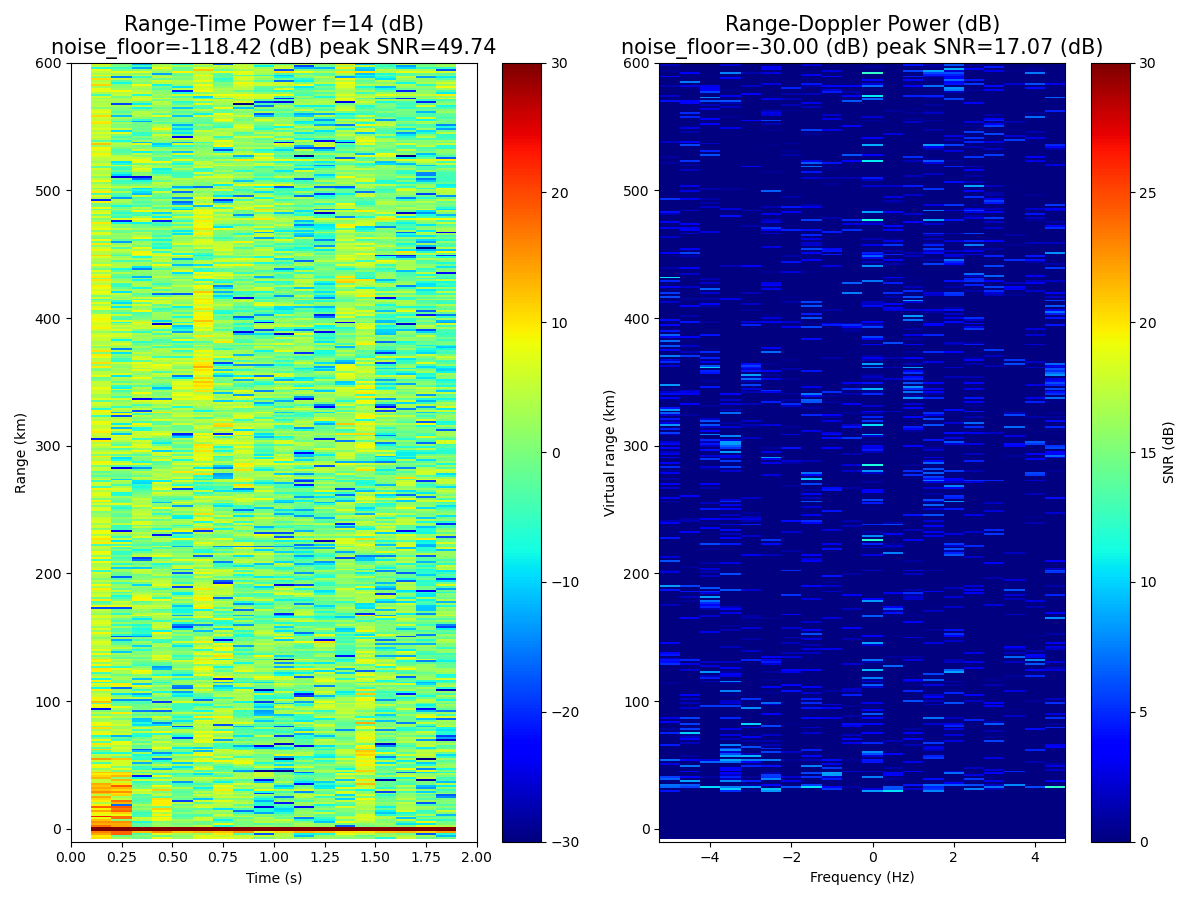 Range-Time Power f=14 (dB)
noise_floor=-118.42 (dB) peak SNR=49.74
Range-Doppler Power (dB)
noise_floor=-30.00 (dB) peak SNR=17.07 (dB)
600
500
400
300
200
100
0
Range (km)
0.00 0.25 0.50 0.75 1.00 1.25 1.50 1.75 2.00
Time (s)
30
20
10
0
−10
−20
−30
600
500
400
300
200
100
0
Virtual range (km)
−4 −2 0 2 4
Frequency (Hz)
30
25
20
15
10
5
0
SNR (dB)